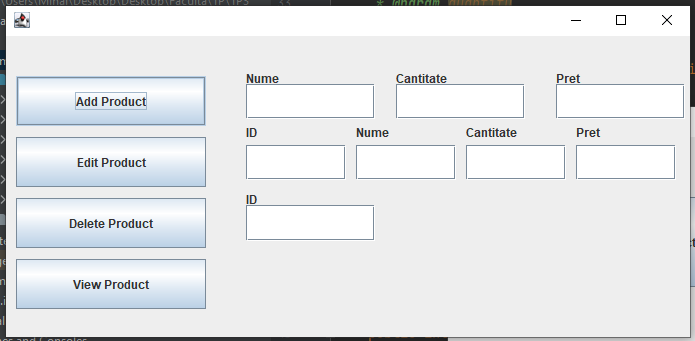 Nume Cantitate Pret
Add Product
ID Nume Cantitate Pret
Edit Product
ID
Delete Product
View Product